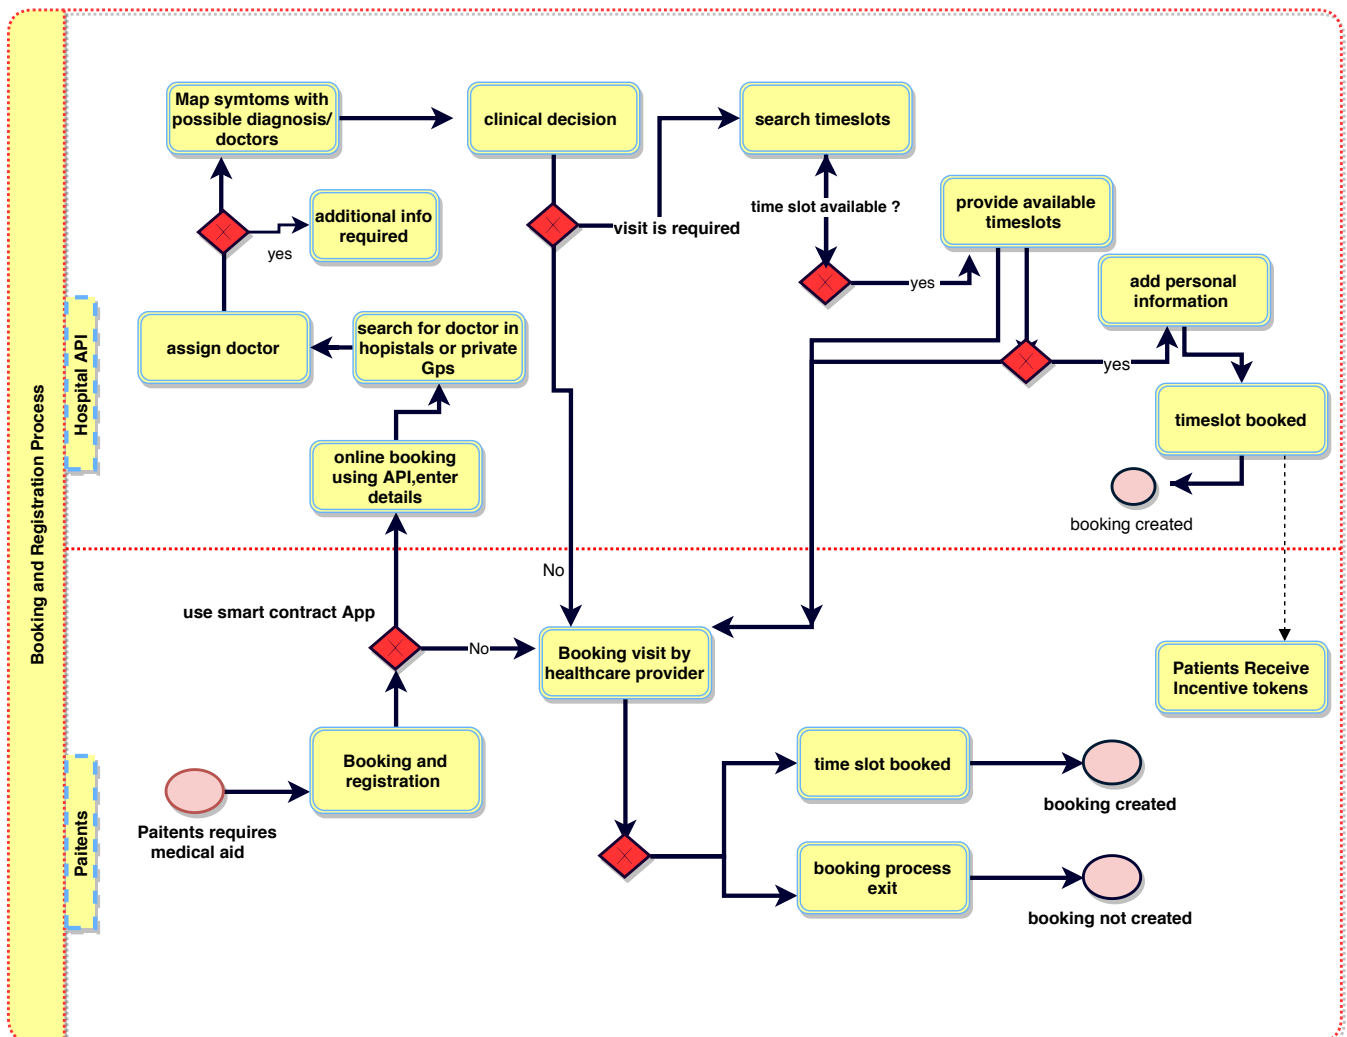 Booking and Registration Process
Hospital API
Map symtoms with
possible diagnosis/
doctors
clinical decision
search timeslots
additional info
required
yes
visit is required
time slot available ?
provide available
timeslots
yes
add personal
information
assign doctor
search for doctor in
hopistals or private
Gps
yes
timeslot booked
online booking
using API,enter
details
booking created
No
Paitents
use smart contract App
No
Booking visit by
healthcare provider
Patients Receive
Incentive tokens
Booking and
registration
time slot booked
booking created
Paitents requires
medical aid
booking process
exit
booking not created